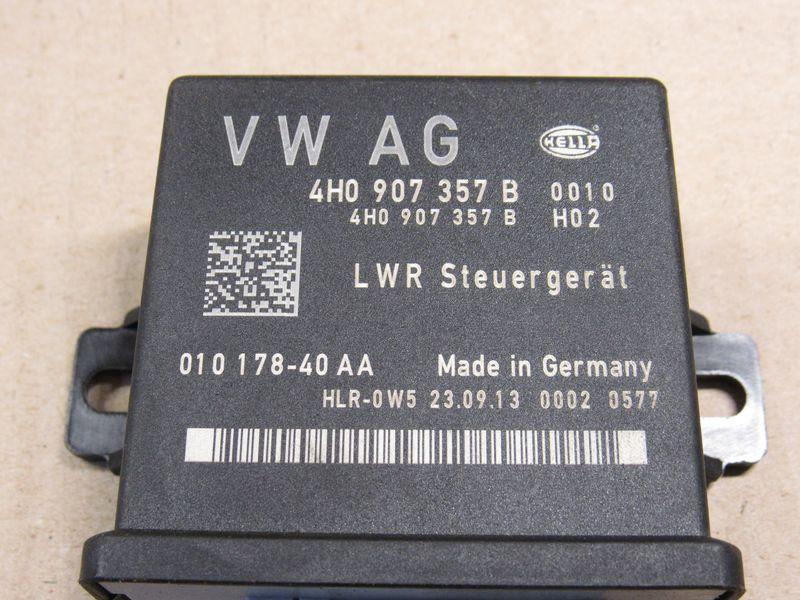 VW AG HELLA ®
4H0 907 357 B 0010
4H0 907 357 B H02
LWR Steuergerät
010 178-40 AA Made in Germany
HLR-0W5 23.09.13 0002 0577